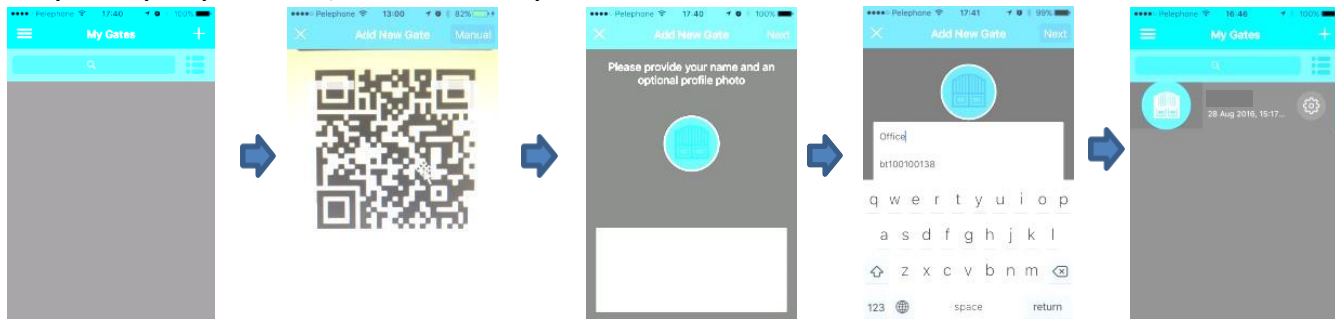 Pelephone 17:40 100%
My Gates +
Pelephone 13:00 82%
Add New Gate Manual
Pelephone 17:40 100%
Add New Gate Next
Please provide your name and an
optional profile photo
Pelephone 17:41 99%
Add New Gate Next
Office
bt100100138
q w e r t y u i o p
a s d f g h j k l
z x c v b n m
123 space return
Pelephone 16:46 100%
My Gates +
28 Aug 2016, 15:17...